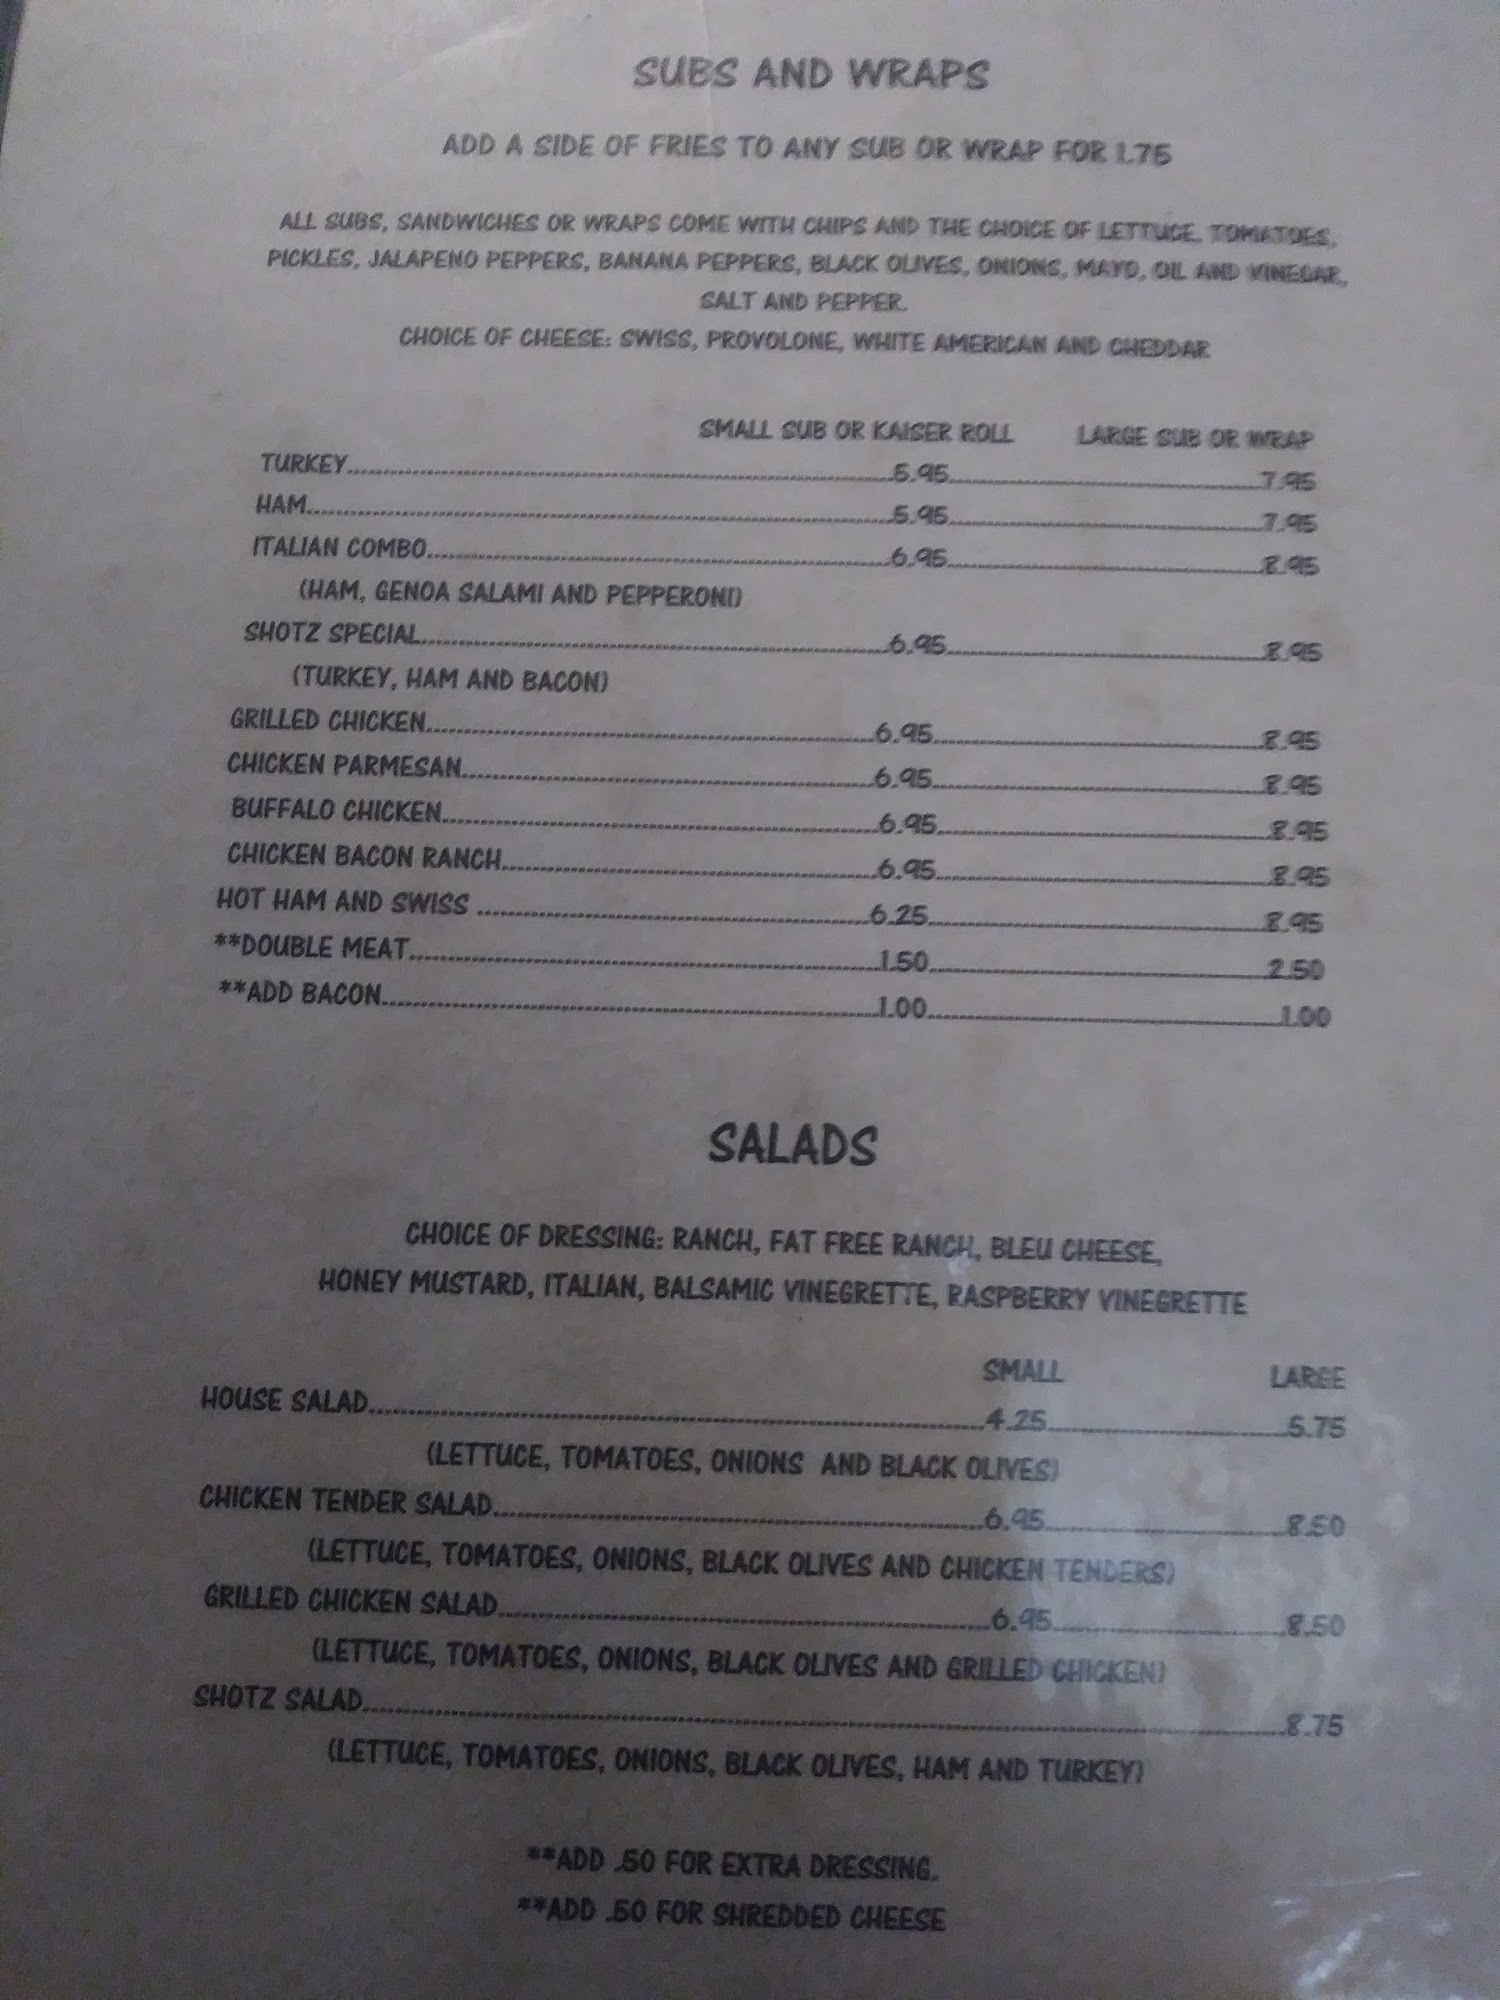 SUBS AND WRAPS
ADD A SIDE OF FRIES TO ANY SUB OR WRAP FOR 1.75
ALL SUBS, SANDWICHES OR WRAPS COME WITH CHIPS AND THE CHOICE OF LETTUCE, TOMATOES,
PICKLES, JALAPENO PEPPERS, BANANA PEPPERS, BLACK OLIVES, ONIONS, MAYO, OIL AND VINEGAR,
SALT AND PEPPER.
CHOICE OF CHEESE: SWISS, PROVOLONE, WHITE AMERICAN AND CHEDDAR
SMALL SUB OR KAISER ROLL LARGE SUB OR WRAP
TURKEY.....5.95.....7.95
HAM.....5.95.....7.95
ITALIAN COMBO.....6.95.....8.95
(HAM, GENOA SALAMI AND PEPPERONI)
SHOTZ SPECIAL.....6.95.....8.95
(TURKEY, HAM AND BACON)
GRILLED CHICKEN.....6.95.....8.95
CHICKEN PARMESAN.....6.95.....8.95
BUFFALO CHICKEN.....6.95.....8.95
CHICKEN BACON RANCH.....6.95.....8.95
HOT HAM AND SWISS .....6.25.....8.95
**DOUBLE MEAT.....1.50.....2.50
**ADD BACON.....1.00.....1.00
SALADS
CHOICE OF DRESSING: RANCH, FAT FREE RANCH, BLEU CHEESE,
HONEY MUSTARD, ITALIAN, BALSAMIC VINEGRETTE, RASPBERRY VINEGRETTE
SMALL LARGE
HOUSE SALAD.....4.25.....5.75
(LETTUCE, TOMATOES, ONIONS AND BLACK OLIVES)
CHICKEN TENDER SALAD.....6.95.....8.50
(LETTUCE, TOMATOES, ONIONS, BLACK OLIVES AND CHICKEN TENDERS)
GRILLED CHICKEN SALAD.....6.95.....8.50
(LETTUCE, TOMATOES, ONIONS, BLACK OLIVES AND GRILLED CHICKEN)
SHOTZ SALAD.....8.75
(LETTUCE, TOMATOES, ONIONS, BLACK OLIVES, HAM AND TURKEY)
**ADD .50 FOR EXTRA DRESSING.
**ADD .50 FOR SHREDDED CHEESE